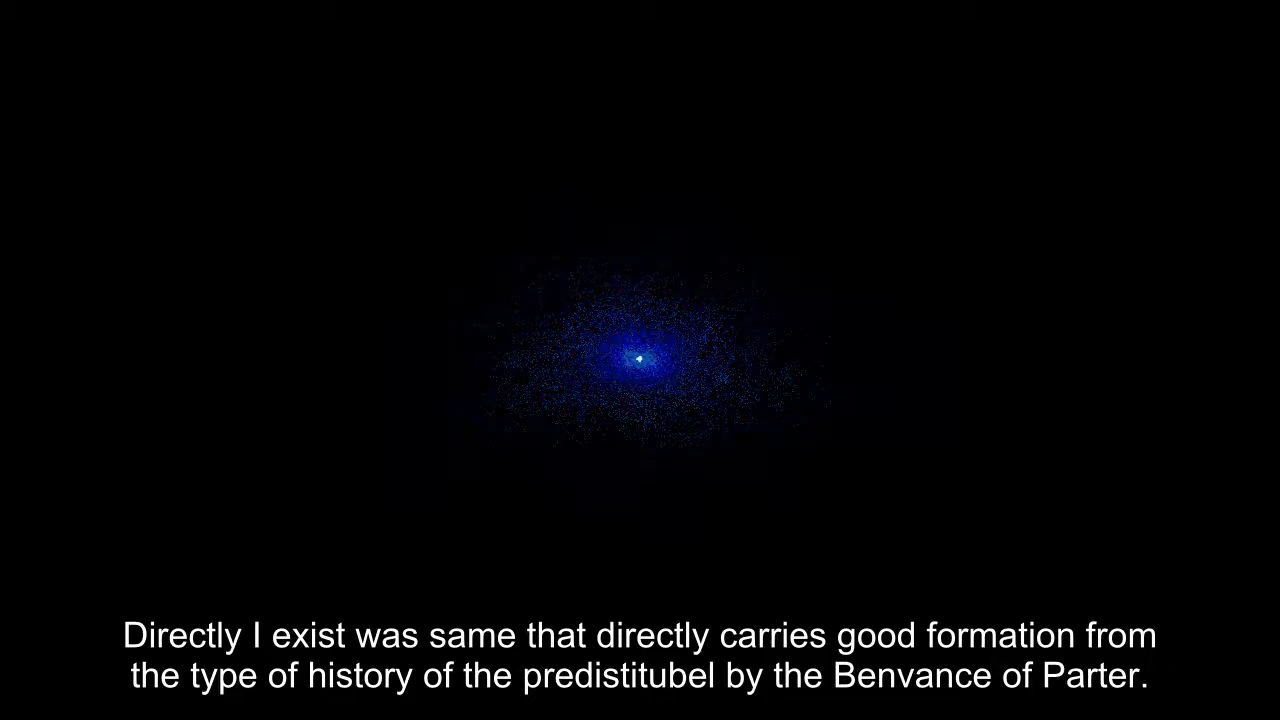 Directly I exist was same that directly carries good formation from
the type of history of the predistitubel by the Benvance of Parter.